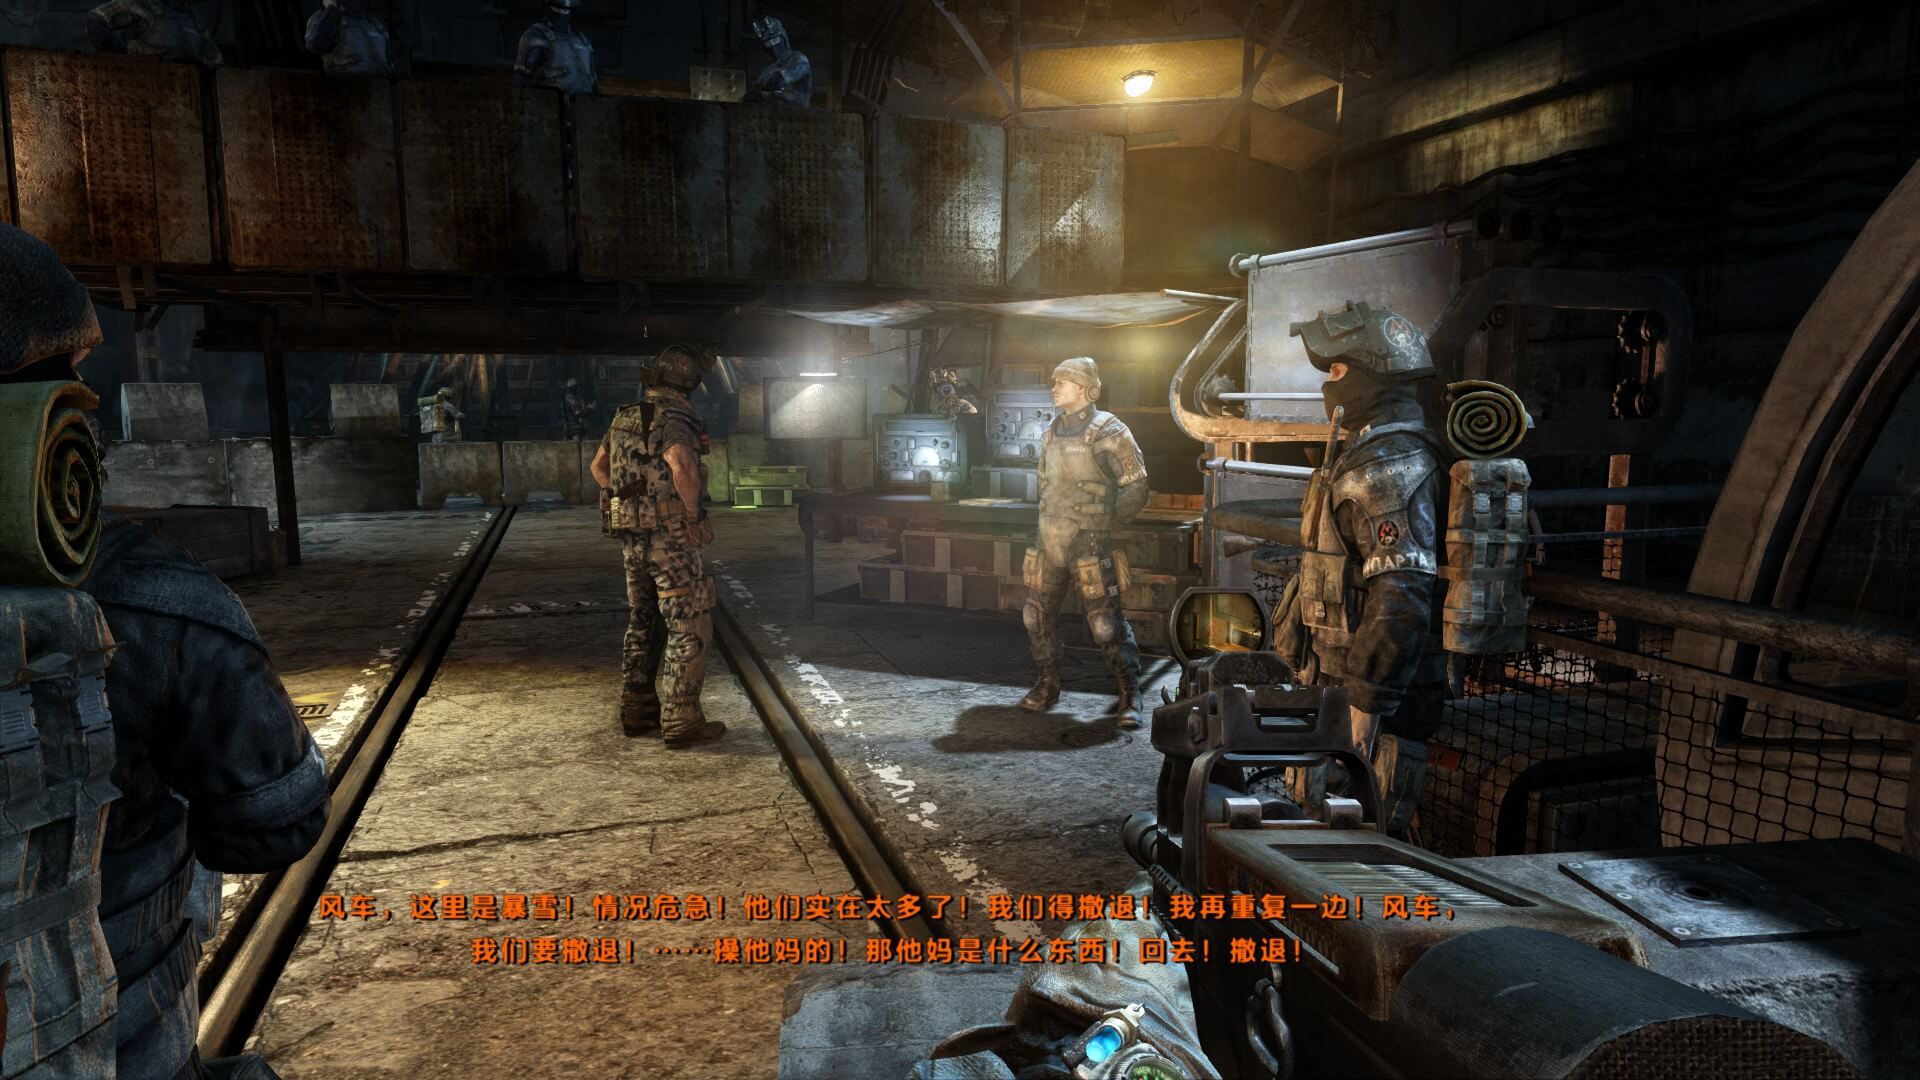 风车，这里是暴雪！情况危急！他们实在太多了！我们得撤退！我再重复一边！风车，
我们要撤退！……操他妈的！那他妈是什么东西！回去！撤退！
СПАРТА